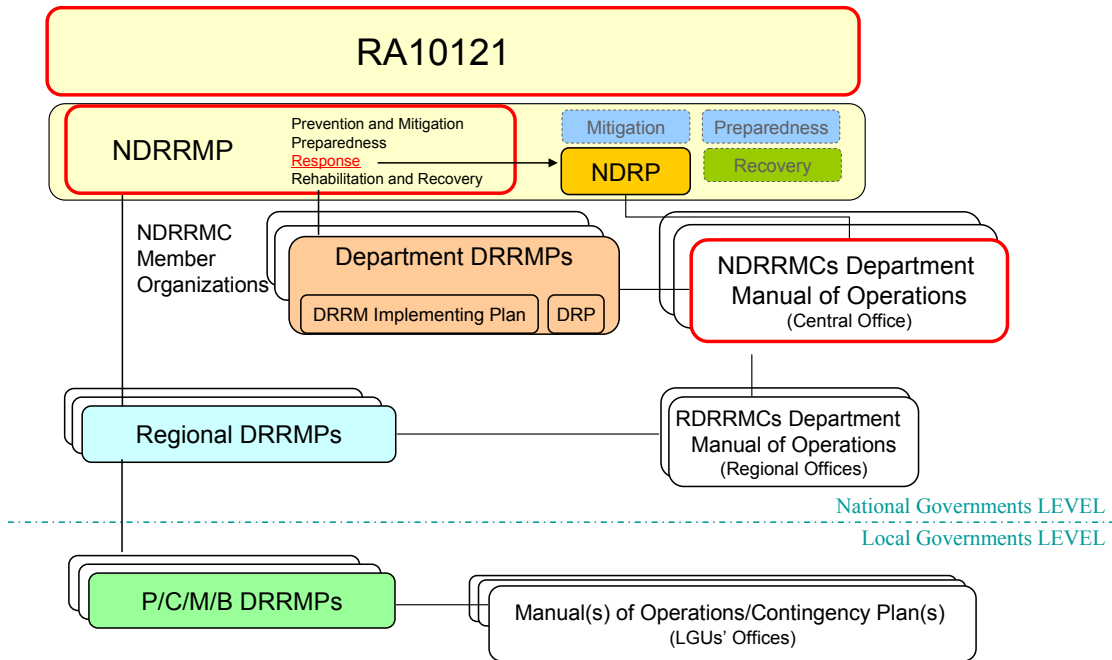 RA10121
NDRRMP
Prevention and Mitigation
Preparedness
Response
Rehabilitation and Recovery
Mitigation
Preparedness
NDRP
Recovery
NDRRMC
Member
Organizations
Department DRRMPs
DRRM Implementing Plan
DRP
NDRRMCs Department
Manual of Operations
(Central Office)
Regional DRRMPs
RDRRMCs Department
Manual of Operations
(Regional Offices)
National Governments LEVEL
Local Governments LEVEL
P/C/M/B DRRMPs
Manual(s) of Operations/Contingency Plan(s)
(LGUs' Offices)